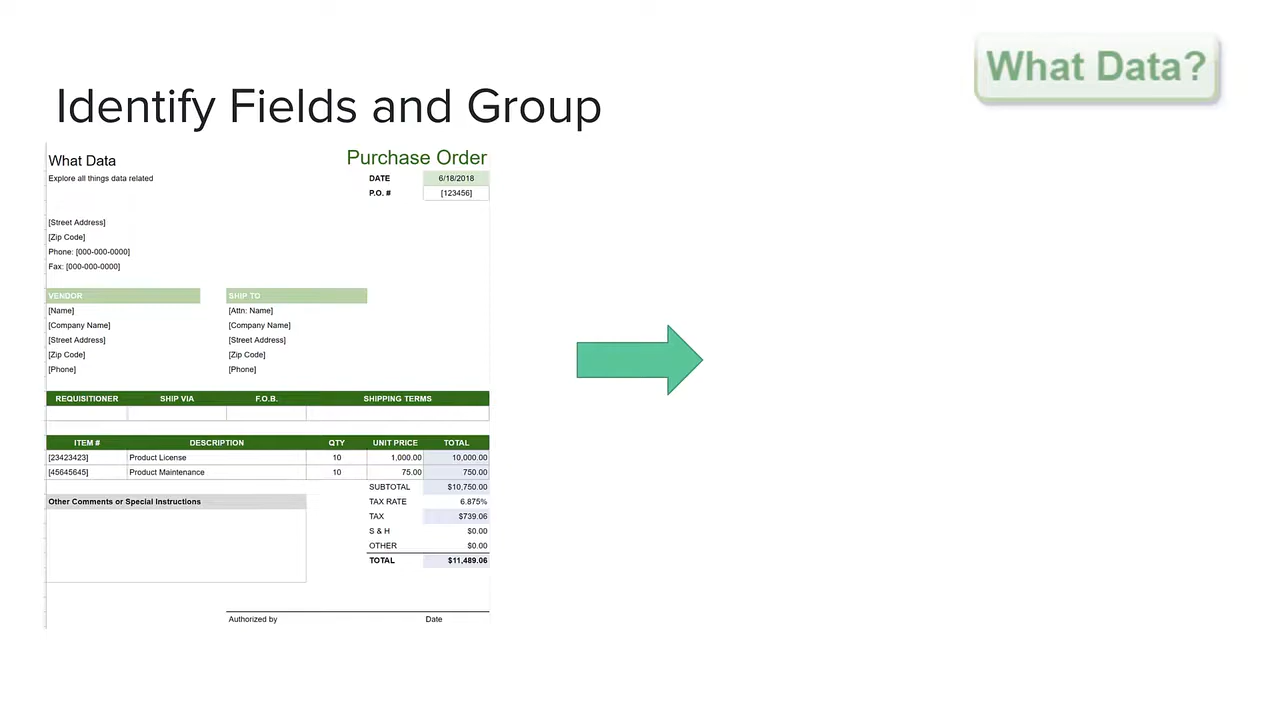 What Data?
Identify Fields and Group
What Data Purchase Order
Explore all things data related DATE 6/18/2018
P.O. # [123456]
[Street Address]
[Zip Code]
Phone: [000-000-0000]
Fax: [000-000-0000]
VENDOR SHIP TO
[Name] [Attn: Name]
[Company Name] [Company Name]
[Street Address] [Street Address]
[Zip Code] [Zip Code]
[Phone] [Phone]
REQUISITIONER SHIP VIA F.O.B. SHIPPING TERMS
ITEM # DESCRIPTION QTY UNIT PRICE TOTAL
[23423423] Product License 10 1,000.00 10,000.00
[45645645] Product Maintenance 10 75.00 750.00
SUBTOTAL $10,750.00
Other Comments or Special Instructions TAX RATE 6.875%
TAX $739.06
S & H $0.00
OTHER $0.00
TOTAL $11,489.06
Authorized by Date